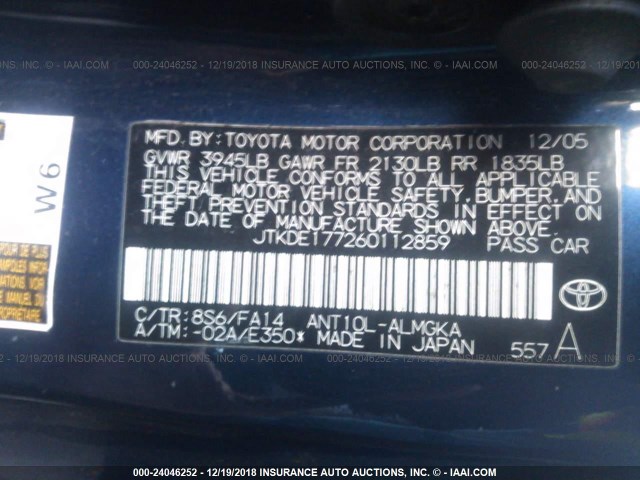 000-24046252 - 12/19/2018 INSURANCE AUTO AUCTIONS, INC. - © IAAI.COM
MFD. BY: TOYOTA MOTOR CORPORATION 12/05
GVWR 3945LB GAWR FR 2130LB RR 1835LB
THIS VEHICLE CONFORMS TO ALL APPLICABLE
FEDERAL MOTOR VEHICLE SAFETY, BUMPER, AND
THEFT PREVENTION STANDARDS IN EFFECT ON
THE DATE OF MANUFACTURE SHOWN ABOVE.
JTKDE177260112859 PASS CAR
C/TR: 8S6/FA14 ANT10L-ALMGKA
A/TM: -02A/E350* MADE IN JAPAN 557 A
W6
000-24046252 - 12/19/2018 INSURANCE AUTO AUCTIONS, INC. - © IAAI.COM